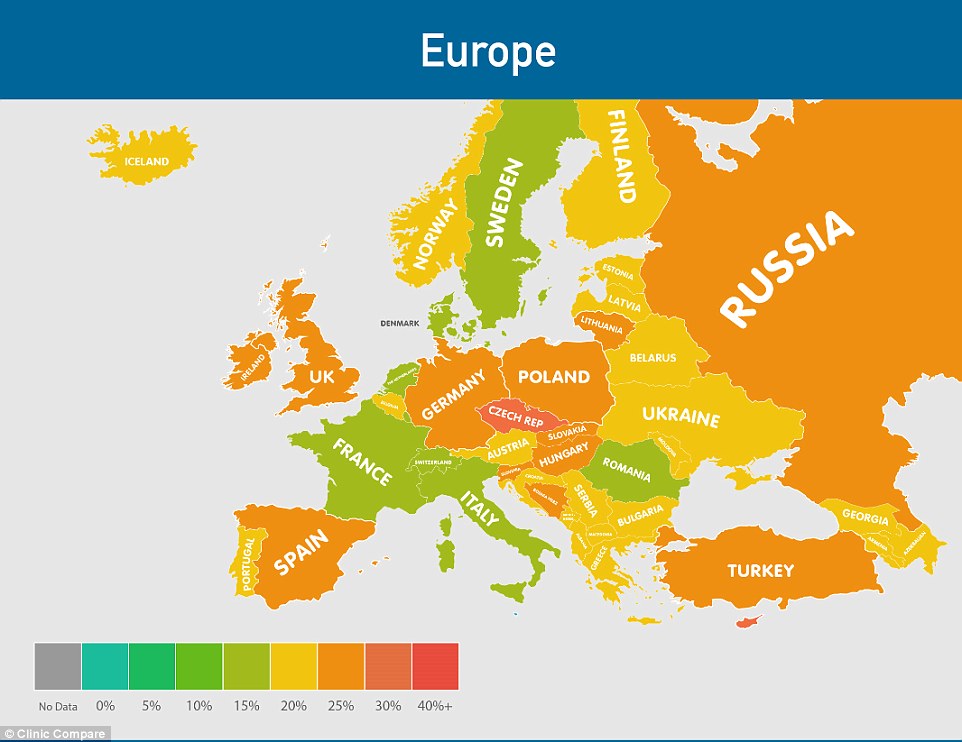 Europe
ICELAND
FINLAND
SWEDEN
NORWAY
RUSSIA
ESTONIA
LATVIA
DENMARK
LITHUANIA
IRELAND
UK
BELARUS
GERMANY
POLAND
CZECH REP
UKRAINE
SLOVAKIA
AUSTRIA
HUNGARY
FRANCE
SWITZERLAND
ROMANIA
ITALY
SERBIA
BULGARIA
GEORGIA
ARMENIA
AZERBAIJAN
PORTUGAL
SPAIN
GREECE
TURKEY
No Data 0% 5% 10% 15% 20% 25% 30% 40%+
© Clinic Compare